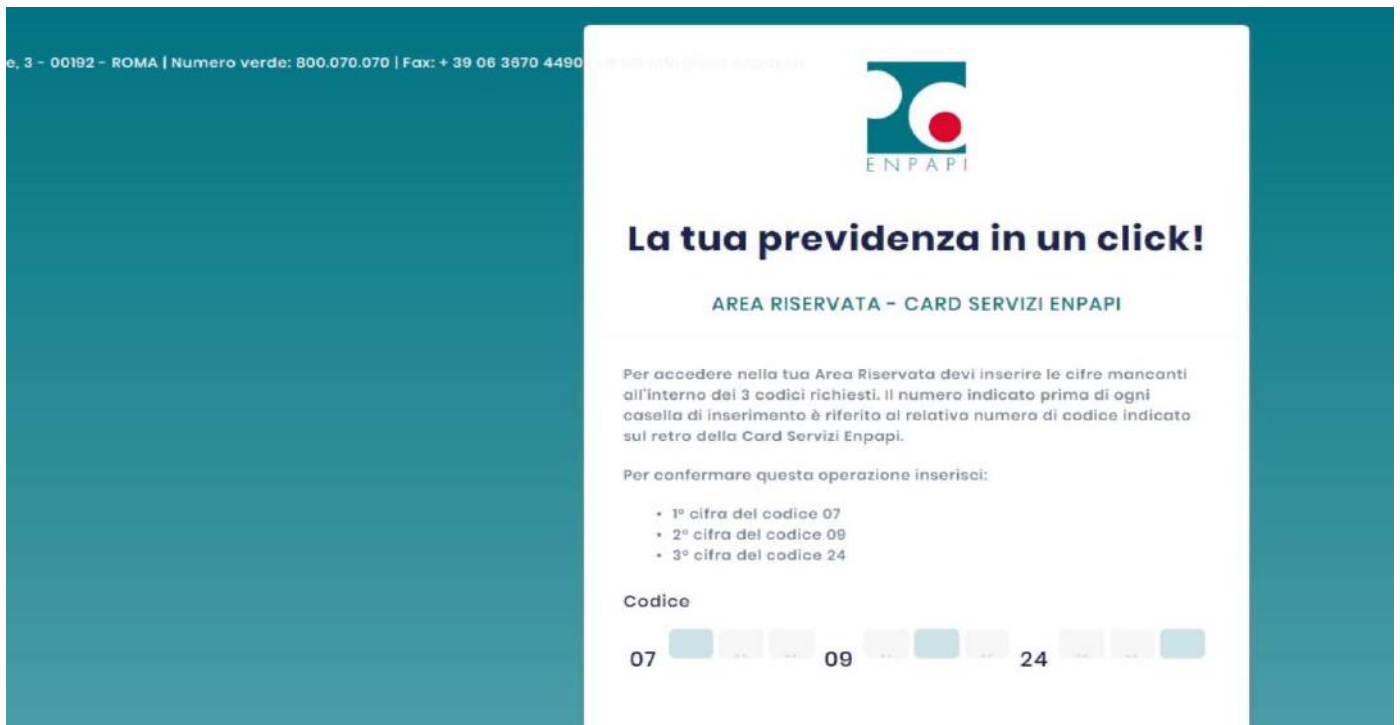 e, 3 - 00192 - ROMA | Numero verde: 800.070.070 | Fax: + 39 06 3670 4490
ENPAPI
La tua previdenza in un click!
AREA RISERVATA - CARD SERVIZI ENPAPI
Per accedere nella tua Area Riservata devi inserire le cifre mancanti
all'interno dei 3 codici richiesti. Il numero indicato prima di ogni
casella di inserimento è riferito al relativo numero di codice indicato
sul retro della Card Servizi Enpapi.
Per confermare questa operazione inserisci:
• 1° cifra del codice 07
• 2° cifra del codice 09
• 3° cifra del codice 24
Codice
07 09 24